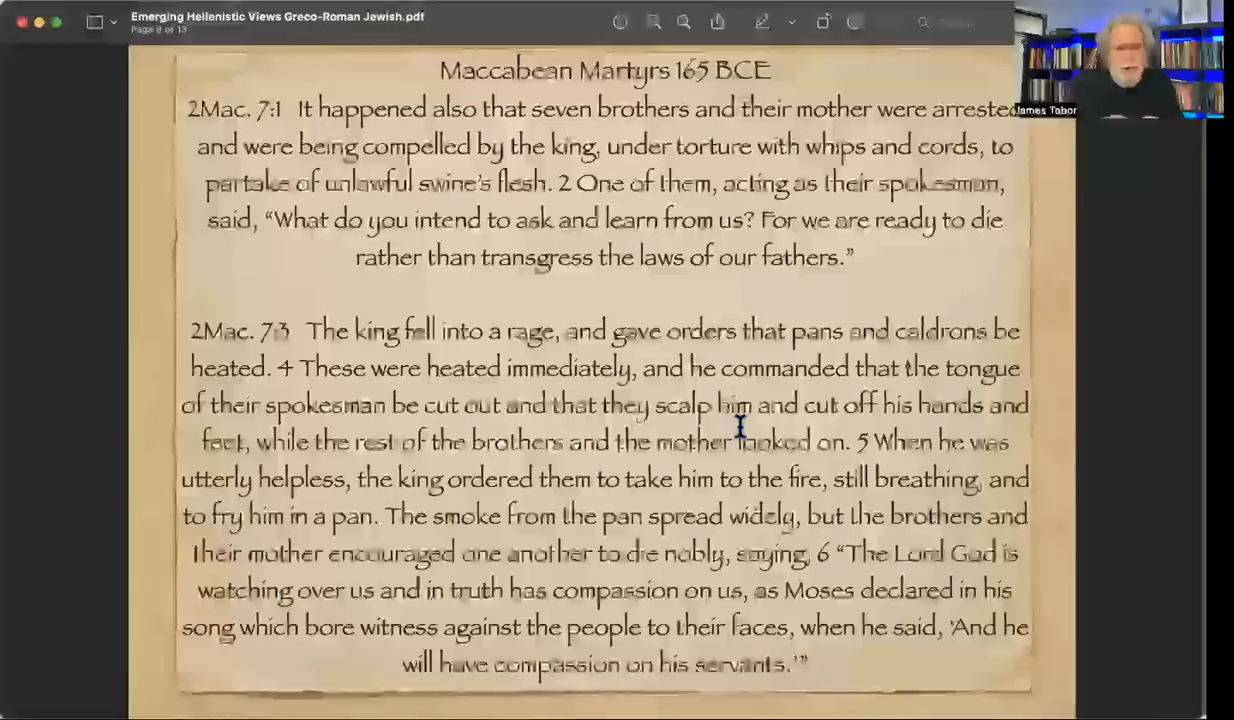 Emerging Hellenistic Views Greco-Roman Jewish.pdf
Page 8 of 13
James Tabor
Maccabean Martyrs 165 BCE
2Mac. 7:1 It happened also that seven brothers and their mother were arrested
and were being compelled by the king, under torture with whips and cords, to
partake of unlawful swine's flesh. 2 One of them, acting as their spokesman,
said, “What do you intend to ask and learn from us? For we are ready to die
rather than transgress the laws of our fathers.”
2Mac. 7:3 The king fell into a rage, and gave orders that pans and caldrons be
heated. 4 These were heated immediately, and he commanded that the tongue
of their spokesman be cut out and that they scalp him and cut off his hands and
feet, while the rest of the brothers and the mother looked on. 5 When he was
utterly helpless, the king ordered them to take him to the fire, still breathing, and
to fry him in a pan. The smoke from the pan spread widely, but the brothers and
their mother encouraged one another to die nobly, saying, 6 “The Lord God is
watching over us and in truth has compassion on us, as Moses declared in his
song which bore witness against the people to their faces, when he said, ‘And he
will have compassion on his servants.’”